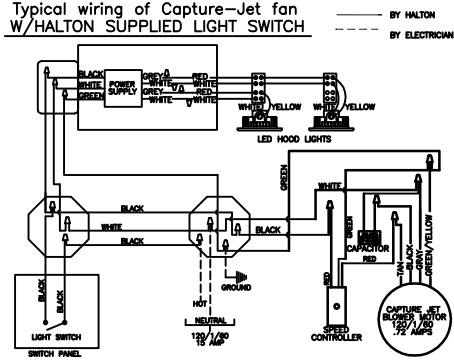 Typical wiring of Capture-Jet fan
W/HALTON SUPPLIED LIGHT SWITCH
BY HALTON
BY ELECTRICIAN
BLACK
WHITE
GREEN
POWER
SUPPLY
GREY
WHITE
GREY
WHITE
RED
WHITE
RED
WHITE
WHITE
YELLOW
WHITE
YELLOW
LED HOOD LIGHTS
GREEN
WHITE
BLACK
WHITE
BLACK
BLACK
GREEN
CAPACITOR
RED
RED
TAN
BLACK
GRAY
GREEN/YELLOW
GROUND
HOT
NEUTRAL
120/1/60
15 AMP
BLACK
BLACK
LIGHT SWITCH
SWITCH PANEL
SPEED
CONTROLLER
CAPTURE JET
BLOWER MOTOR
120/1/60
.72 AMPS